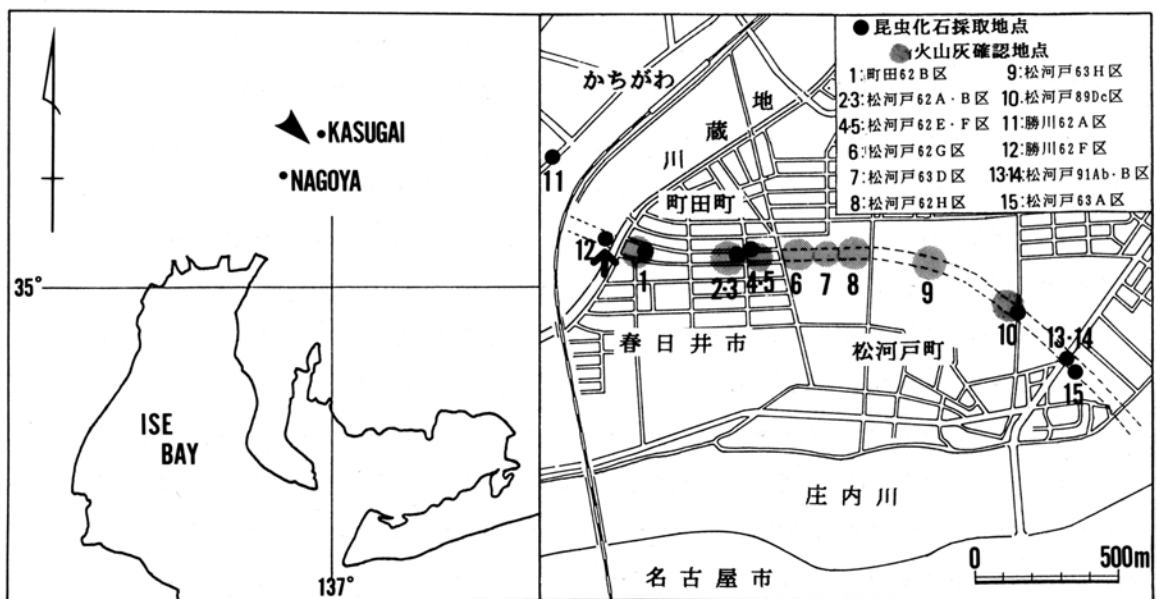 KASUGAI
NAGOYA
35°
ISE
BAY
137°
●昆虫化石採取地点
火山灰確認地点
1:町田62B区
2·3:松河戸62A·B区
4·5:松河戸62E·F区
6:松河戸62G区
7:松河戸63D区
8:松河戸62H区
9:松河戸63H区
10:松河戸89Dc区
11:勝川62A区
12:勝川62F区
13·14:松河戸91Ab·B区
15:松河戸63A区
かちがわ
地
蔵
川
11
町田町
12
1
2·3
4·5
6
7
8
9
10
13·14
15
春日井市
松河戸町
庄内川
0 500m
名古屋市